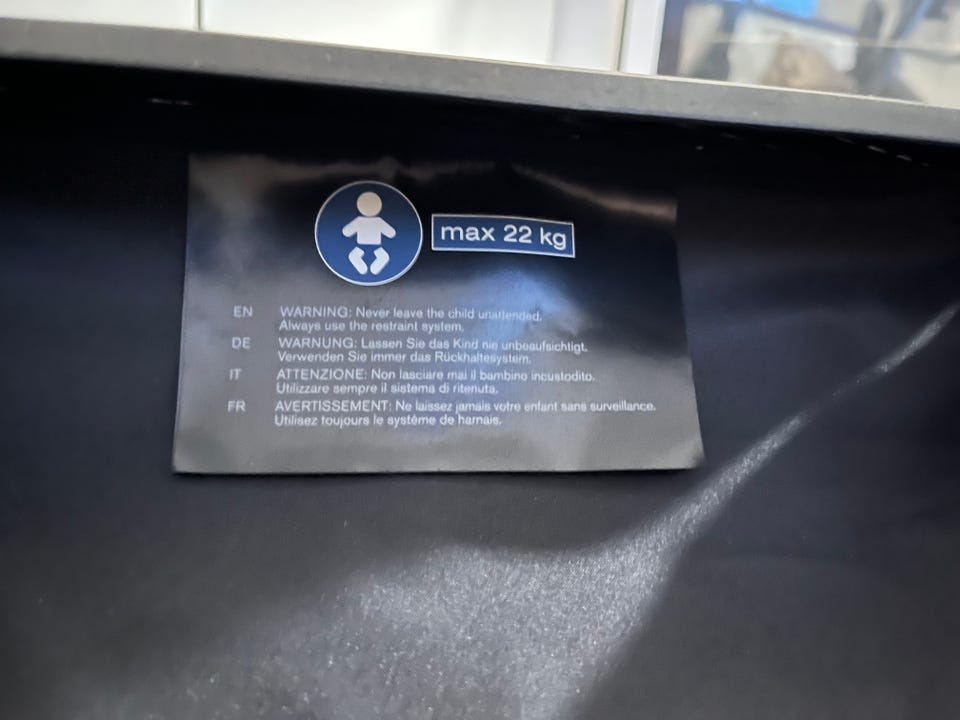 max 22 kg
EN WARNING: Never leave the child unattended.
Always use the restraint system.
DE WARNUNG: Lassen Sie das Kind nie unbeaufsichtigt.
Verwenden Sie immer das Rückhaltesystem.
IT ATTENZIONE: Non lasciare mai il bambino incustodito.
Utilizzare sempre il sistema di ritenuta.
FR AVERTISSEMENT: Ne laissez jamais votre enfant sans surveillance.
Utilisez toujours le système de harnais.